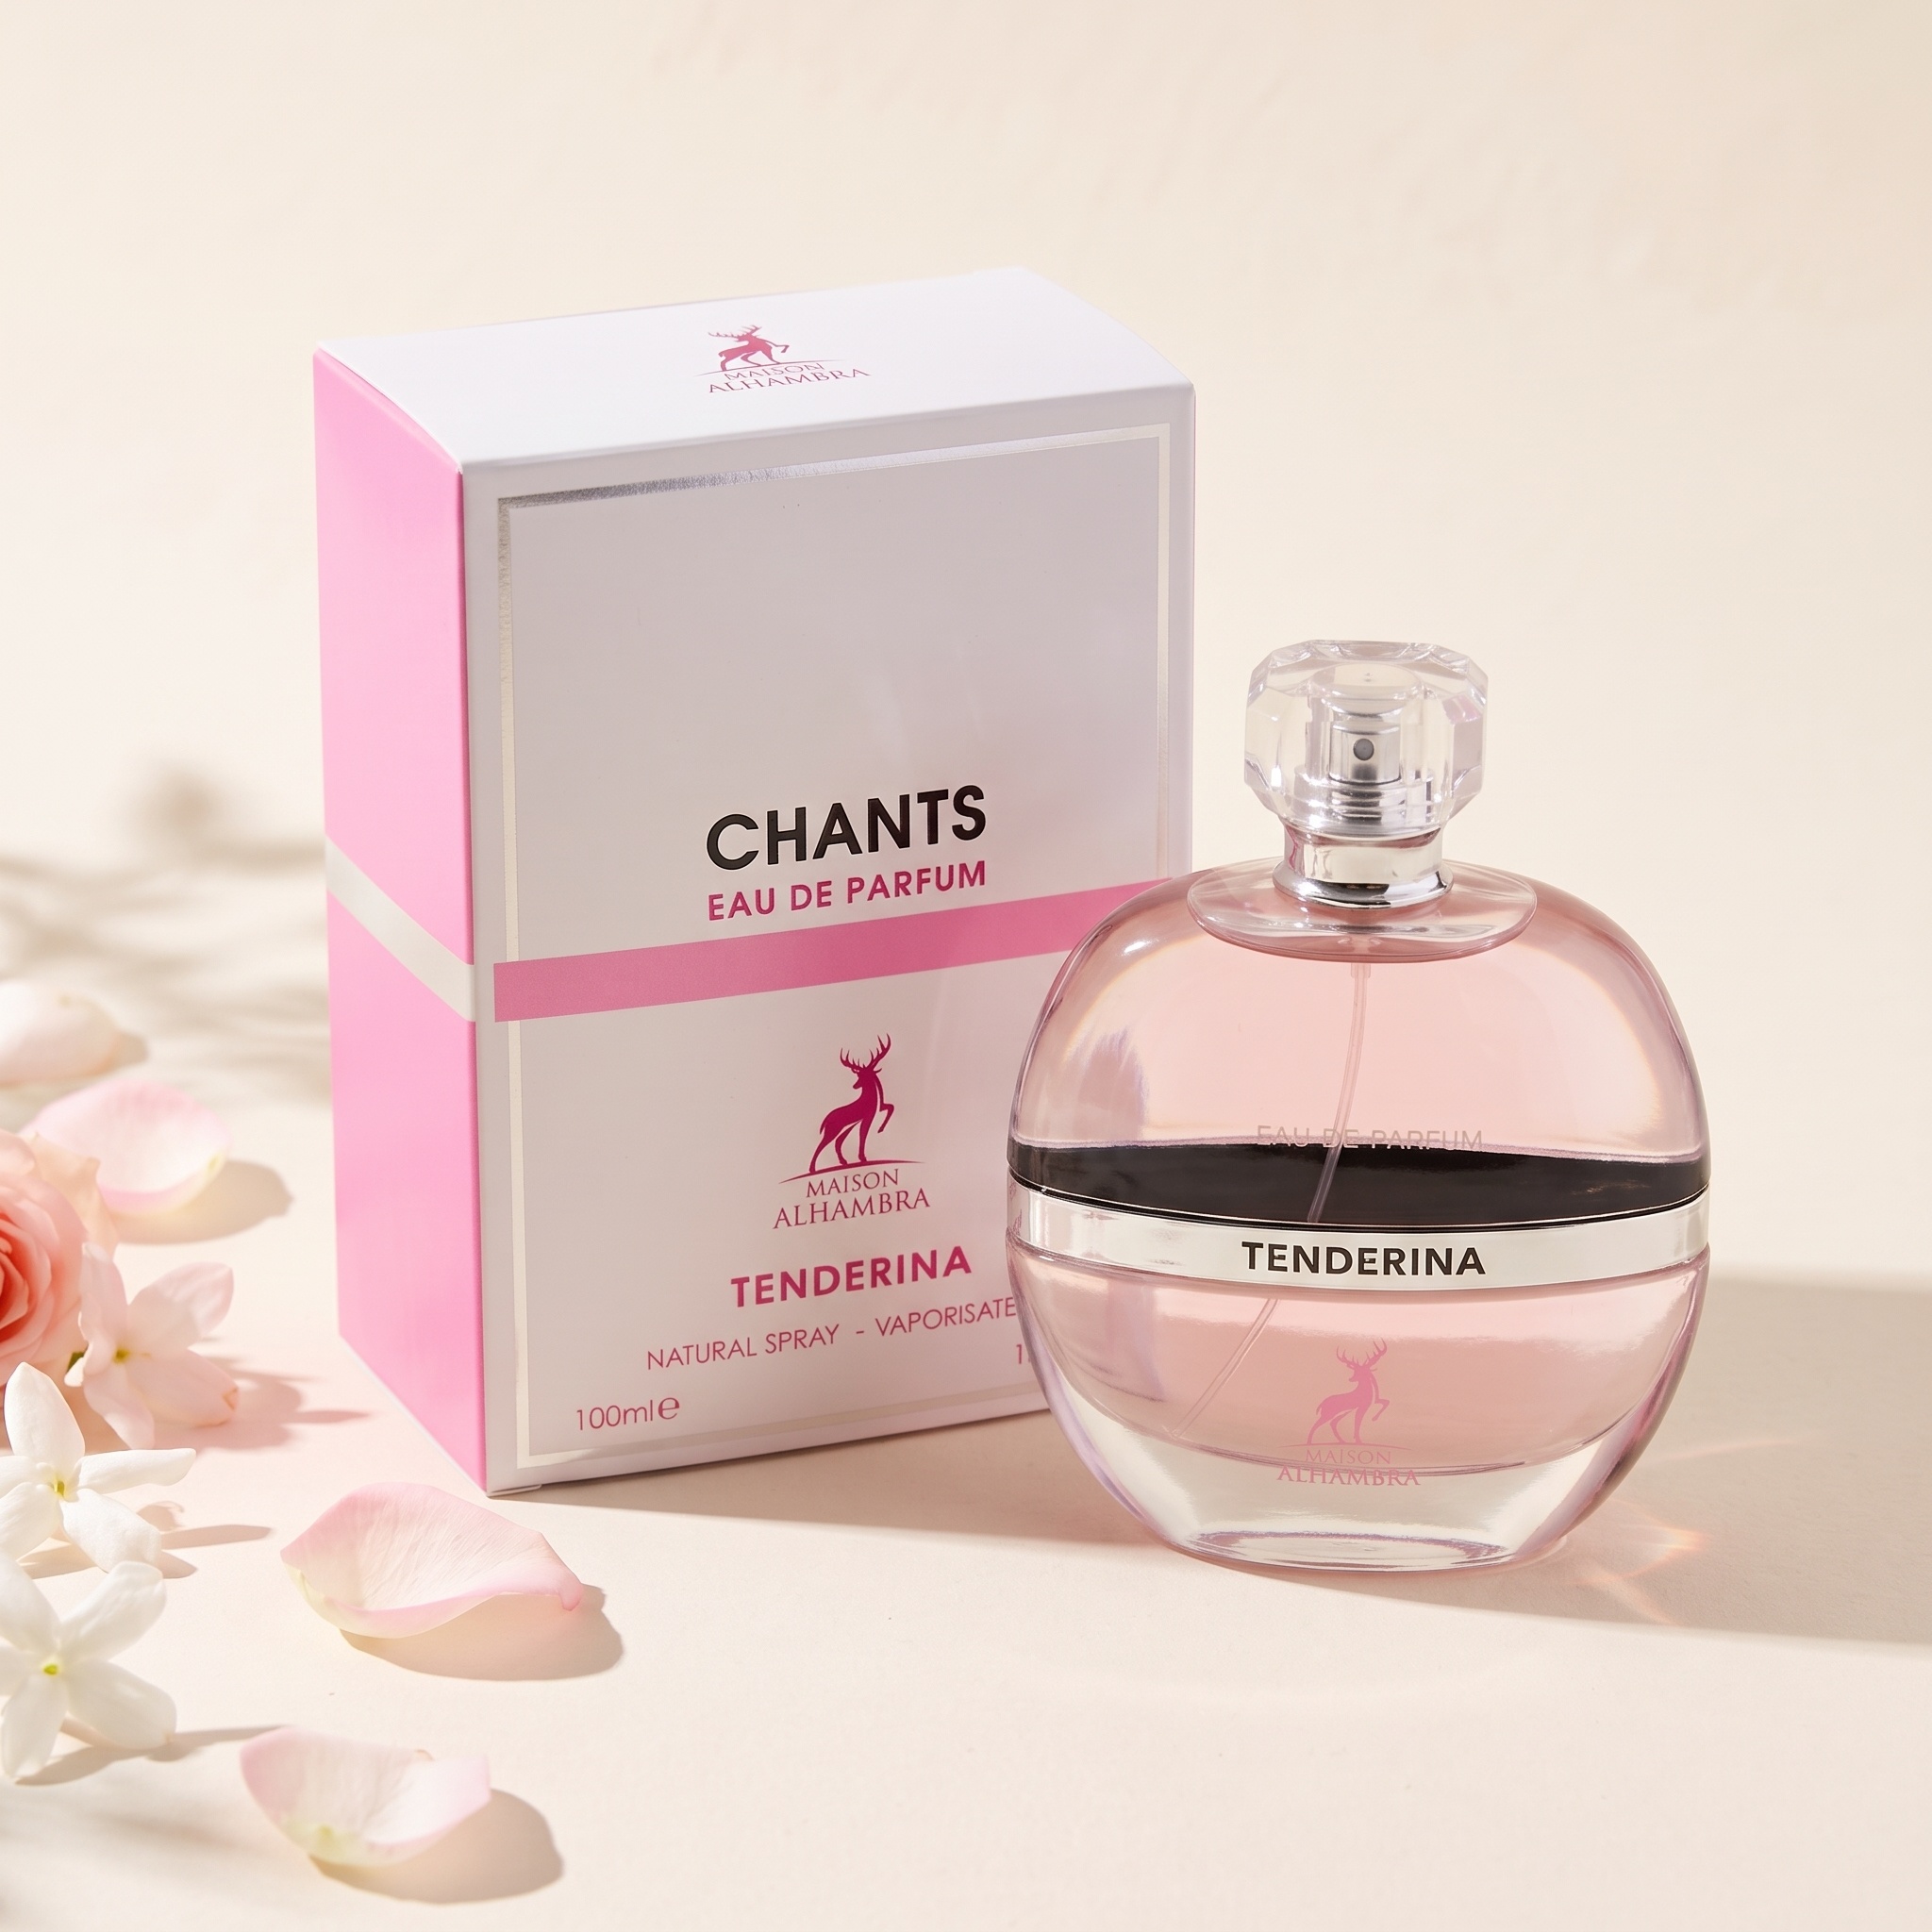 MAISON
ALHAMBRA
CHANTS
EAU DE PARFUM
MAISON
ALHAMBRA
TENDERINA
NATURAL SPRAY - VAPORISATE
100ml℮
EAU DE PARFUM
TENDERINA
MAISON
ALHAMBRA